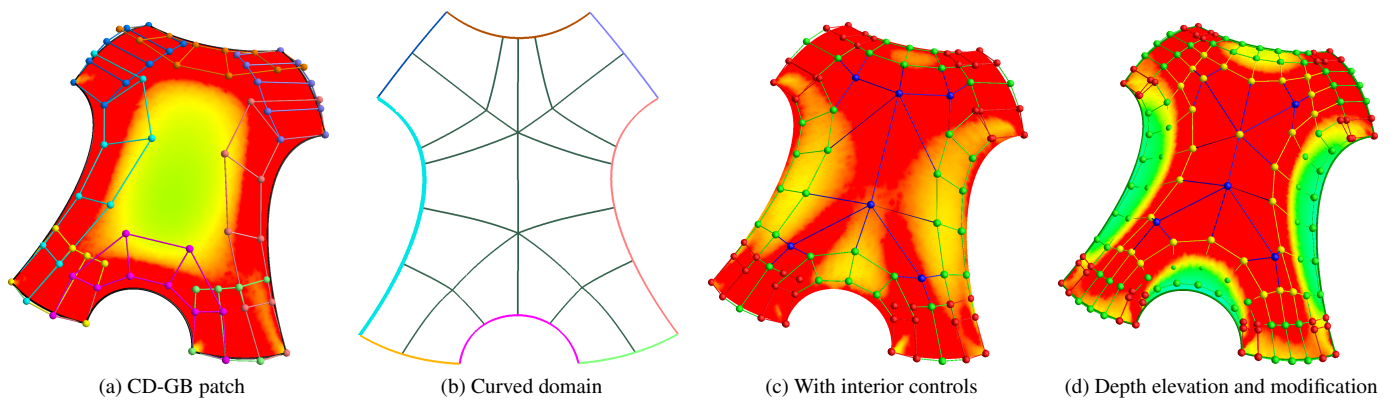 (a) CD-GB patch
(b) Curved domain
(c) With interior controls
(d) Depth elevation and modification